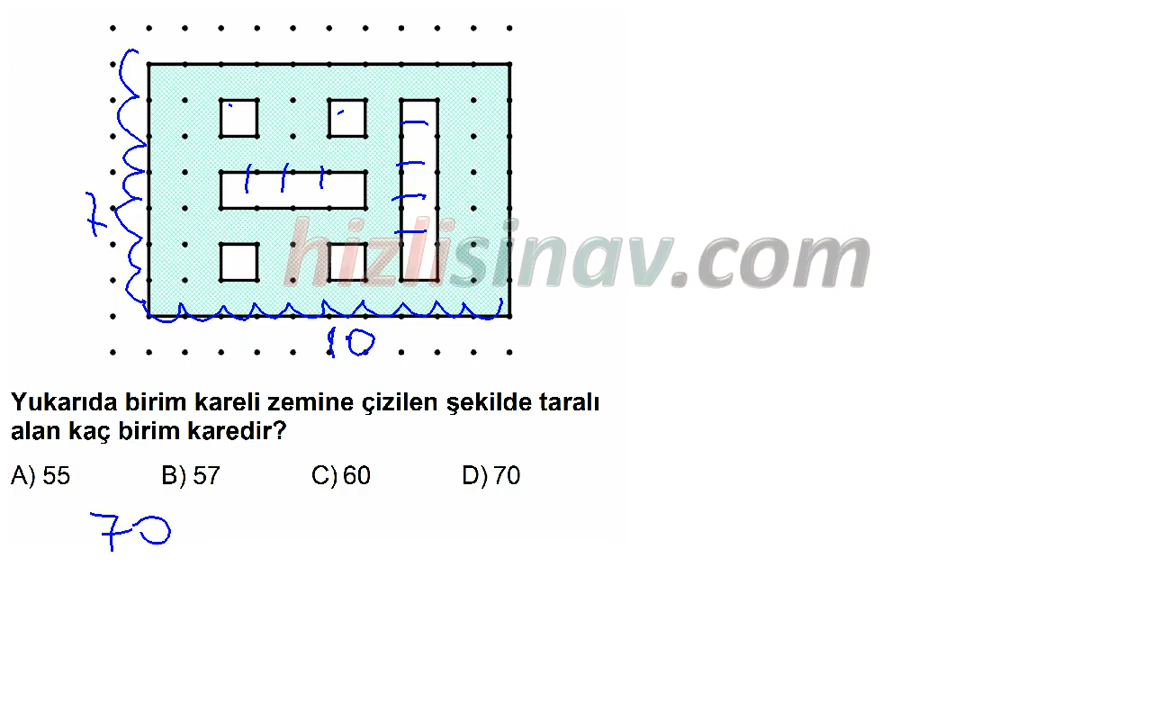 7
hizlisinav.com
10
Yukarıda birim kareli zemine çizilen şekilde taralı
alan kaç birim karedir?
A) 55 B) 57 C) 60 D) 70
70